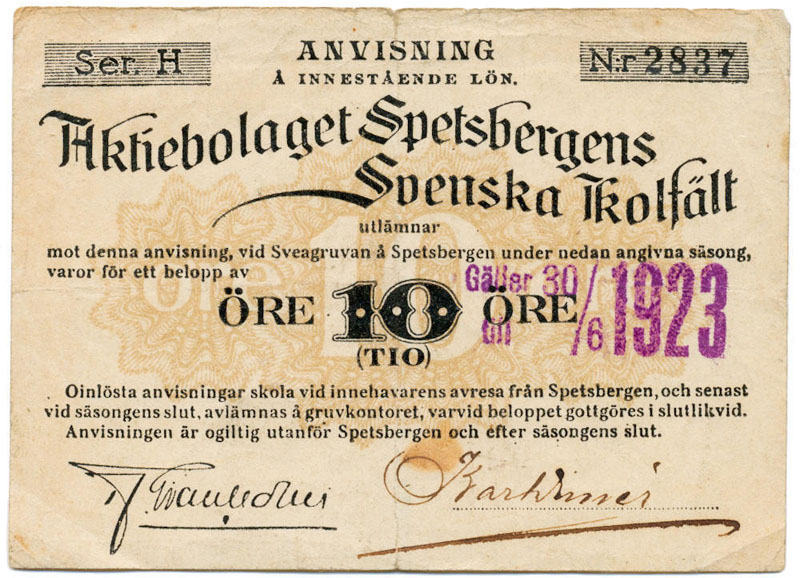 Ser. H
ANVISNING
Nr 2837
Å INNESTÅENDE LÖN.
Aktiebolaget Spetsbergens
Svenska Kolfält
utlämnar
mot denna anvisning, vid Sveagruvan å Spetsbergen under nedan angivna säsong,
varor för ett belopp av
Gäller 30/6 1923
till
ÖRE 10 ÖRE
(TIO)
Oinlösta anvisningar skola vid innehavarens avresa från Spetsbergen, och senast
vid säsongens slut, avlämnas å gruvkontoret, varvid beloppet gottgöres i slutlikvid.
Anvisningen är ogiltig utanför Spetsbergen och efter säsongens slut.